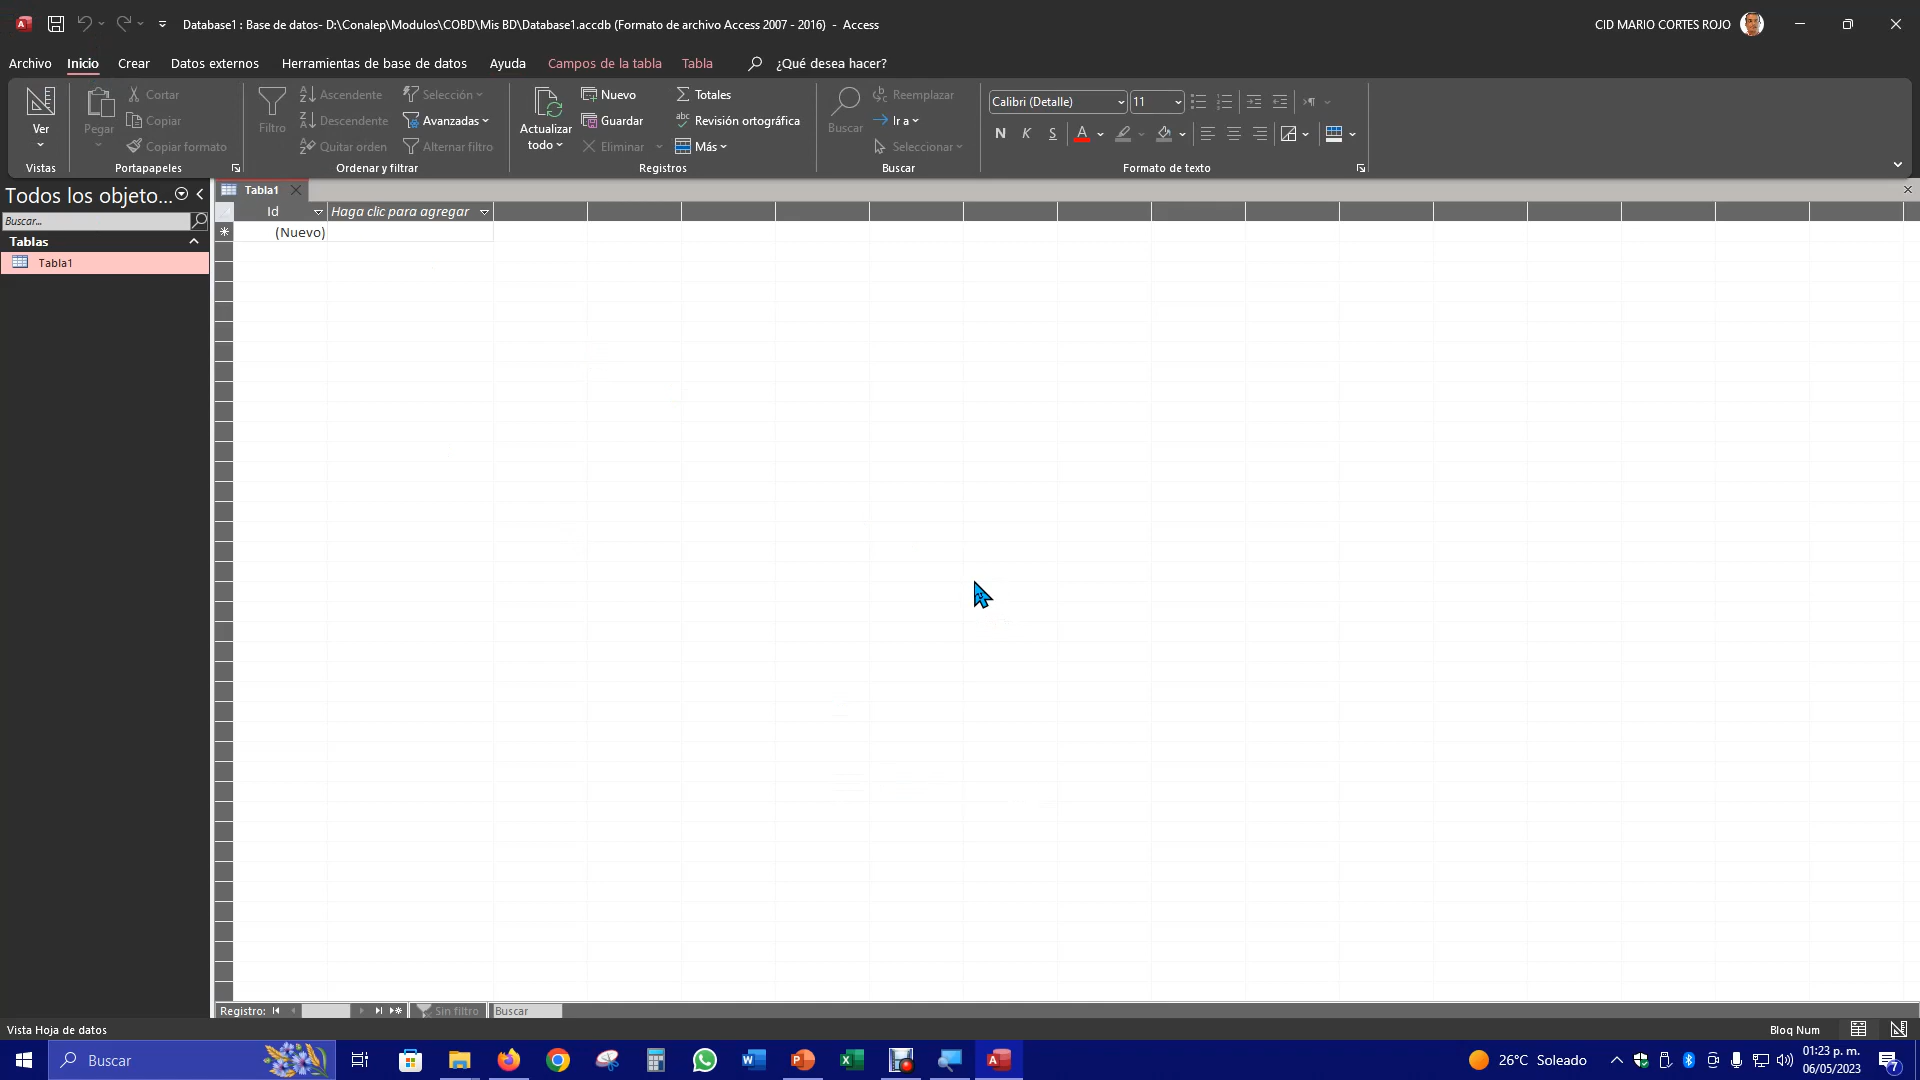 Database1 : Base de datos- D:\Conalep\Modulos\COBD\Mis BD\Database1.accdb (Formato de archivo Access 2007 - 2016) - Access
CID MARIO CORTES ROJO
Archivo Inicio Crear Datos externos Herramientas de base de datos Ayuda Campos de la tabla Tabla ¿Qué desea hacer?
Ver
Vistas
Pegar
Cortar
Copiar
Copiar formato
Portapapeles
Filtro
Ascendente
Descendente
Quitar orden
Selección
Avanzadas
Alternar filtro
Ordenar y filtrar
Actualizar
todo
Nuevo
Guardar
Eliminar
Totales
Revisión ortográfica
Más
Registros
Buscar
Reemplazar
Ir a
Seleccionar
Buscar
Calibri (Detalle) 11
N K S
Formato de texto
Todos los objeto...
Buscar...
Tablas
Tabla1
Tabla1
Id Haga clic para agregar
(Nuevo)
Registro: Sin filtro Buscar
Vista Hoja de datos
Bloq Num
Buscar
26°C Soleado
01:23 p. m.
06/05/2023
7